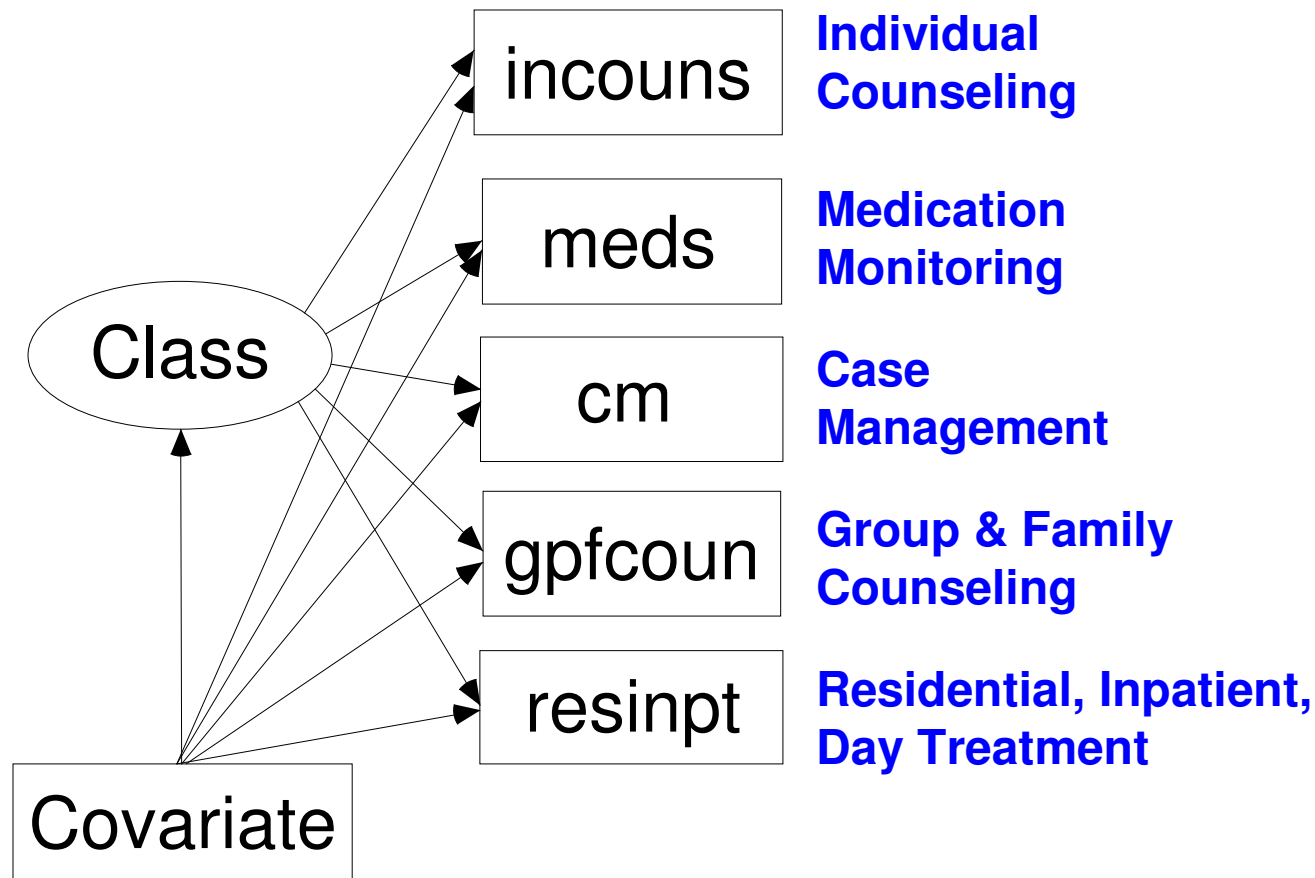 incouns
Individual
Counseling
meds
Medication
Monitoring
Class
cm
Case
Management
gpfcoun
Group & Family
Counseling
resinpt
Residential, Inpatient,
Day Treatment
Covariate